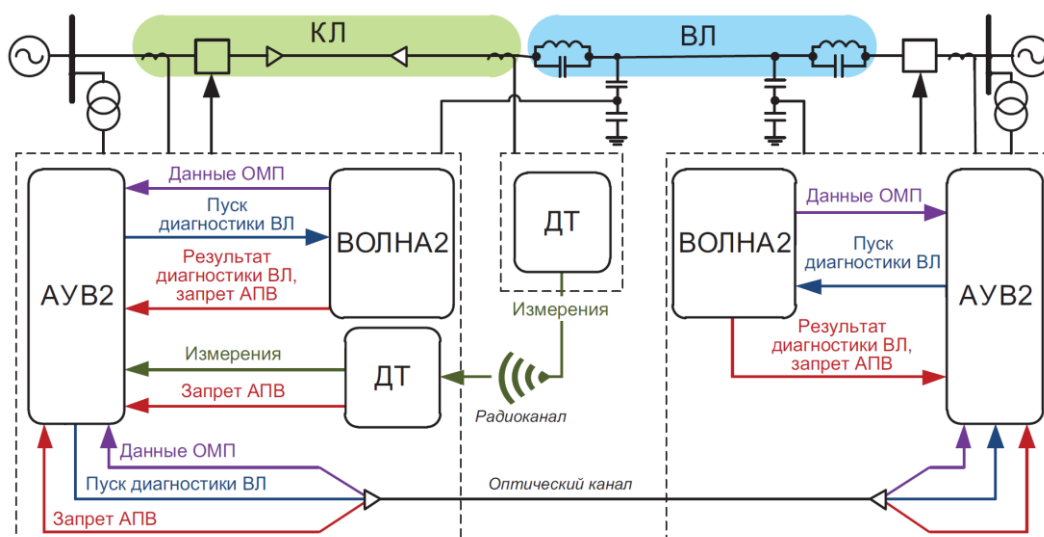 КЛ
ВЛ
Данные ОМП
Пуск
диагностики ВЛ
Результат
диагностики ВЛ,
запрет АПВ
АУВ2
ВОЛНА2
Измерения
Запрет АПВ
ДТ
ДТ
Измерения
Радиоканал
ВОЛНА2
Данные ОМП
Пуск
диагностики ВЛ
Результат
диагностики ВЛ,
запрет АПВ
АУВ2
Данные ОМП
Пуск диагностики ВЛ
Запрет АПВ
Оптический канал